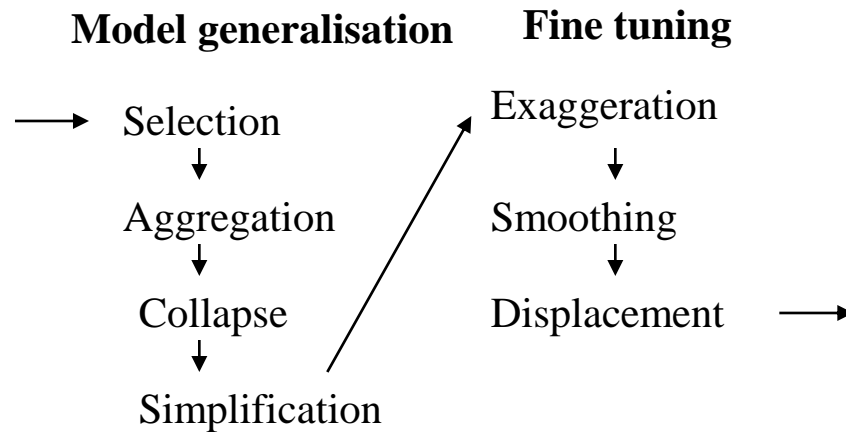 Model generalisation
Selection
Aggregation
Collapse
Simplification
Fine tuning
Exaggeration
Smoothing
Displacement